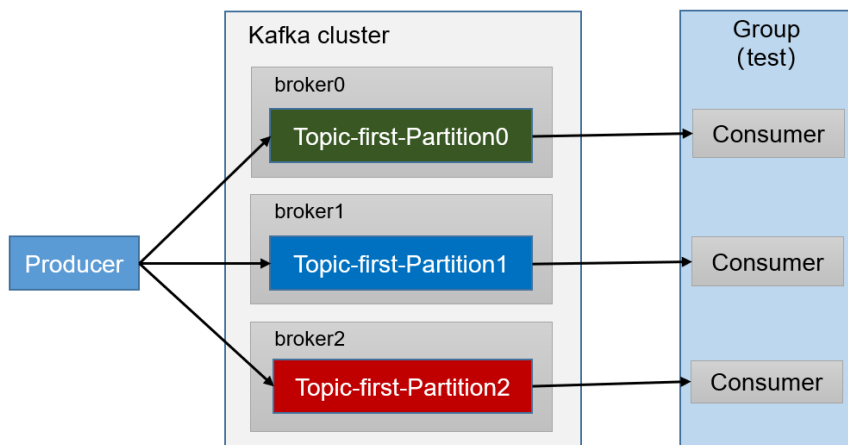 Kafka cluster
Group
(test)
broker0
Topic-first-Partition0
Consumer
broker1
Producer
Topic-first-Partition1
Consumer
broker2
Topic-first-Partition2
Consumer